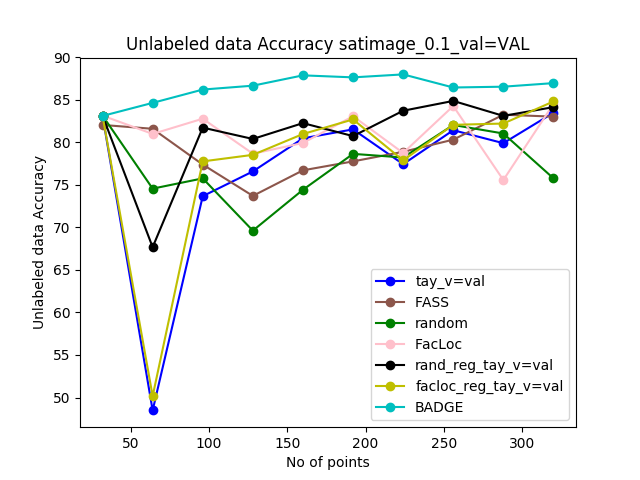 Unlabeled data Accuracy satimage_0.1_val=VAL
90
85
80
75
70
65
60
55
50
Unlabeled data Accuracy
50
100
150
200
250
300
No of points
tay_v=val
FASS
random
FacLoc
rand_reg_tay_v=val
facloc_reg_tay_v=val
BADGE